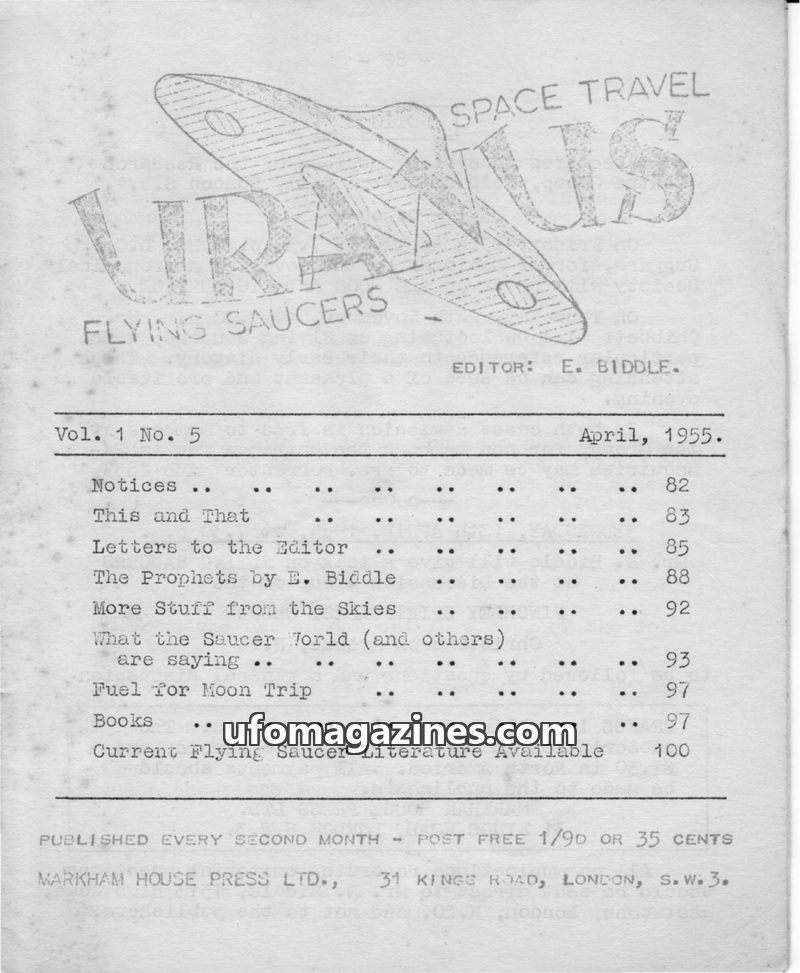 SPACE TRAVEL
URANUS
FLYING SAUCERS
EDITOR: E. BIDDLE.
Vol. 1 No. 5 April, 1955.
Notices .. .. .. .. .. .. .. .. 82
This and That .. .. .. .. .. .. 83
Letters to the Editor .. .. .. .. .. 85
The Prophets by E. Biddle .. .. .. .. 88
More Stuff from the Skies .. .. .. .. 92
What the Saucer World (and others)
are saying .. .. .. .. .. .. .. 93
Fuel for Moon Trip .. .. .. .. .. 97
Books .. .. .. 97
ufomagazines.com
Current Flying Saucer Literature Available 100
PUBLISHED EVERY SECOND MONTH - POST FREE 1/9D OR 35 CENTS
MARKHAM HOUSE PRESS LTD., 31 KINGS ROAD, LONDON, S.W.3.